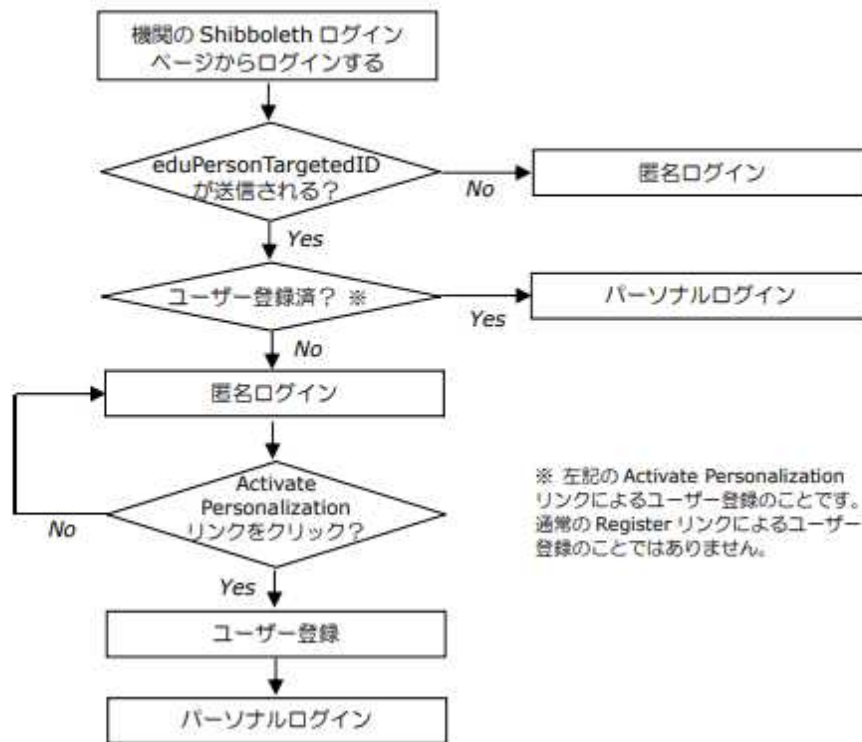 機関の Shibboleth ログイン
ページからログインする
eduPersonTargetedID
が送信される？
No
匿名ログイン
Yes
ユーザー登録済？ ※
Yes
パーソナルログイン
No
匿名ログイン
Activate
Personalization
リンクをクリック？
No
※ 左記の Activate Personalization
リンクによるユーザー登録のことです。
通常の Register リンクによるユーザー
登録のことではありません。
Yes
ユーザー登録
パーソナルログイン